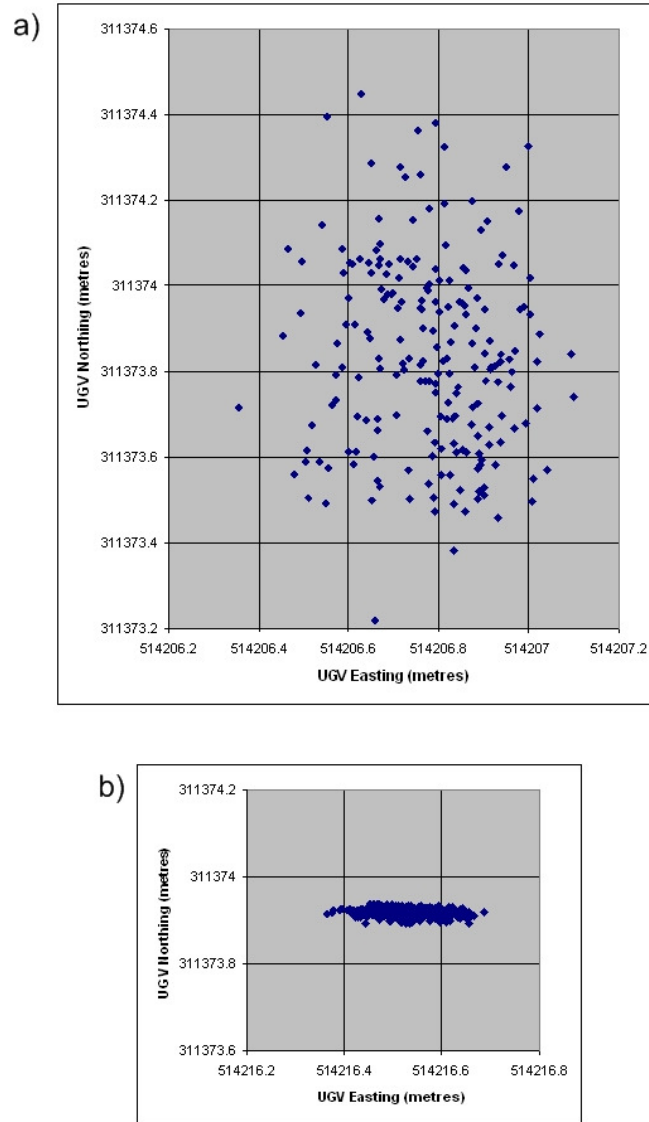 a)
311374.6
311374.4
311374.2
311374
311373.8
311373.6
311373.4
311373.2
UGV Northing (metres)
514206.2 514206.4 514206.6 514206.8 514207 514207.2
UGV Easting (metres)
b)
311374.2
311374
311373.8
311373.6
UGV Northing (metres)
514216.2 514216.4 514216.6 514216.8
UGV Easting (metres)